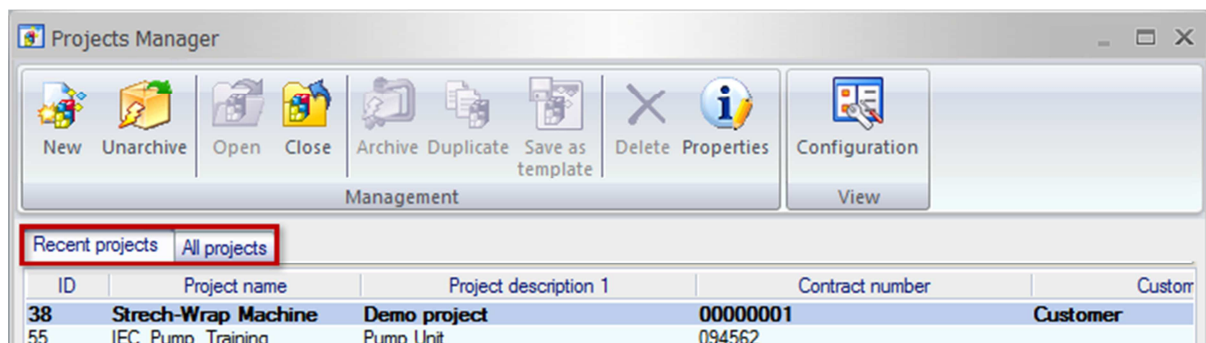 Projects Manager
New Unarchive Open Close Archive Duplicate Save as template Delete Properties Configuration
Management View
Recent projects All projects
ID Project name Project description 1 Contract number Custom
38 Strech-Wrap Machine Demo project 00000001 Customer
55 IEC_Pump_Training Pump Unit 094562